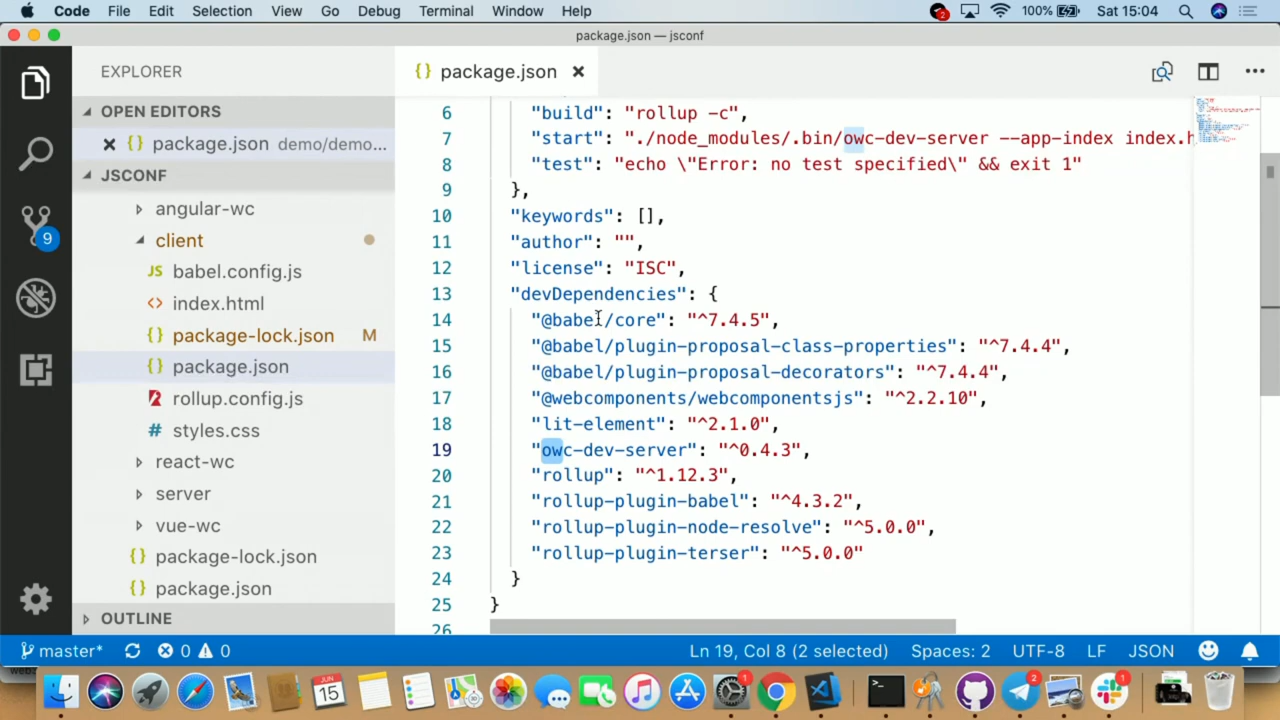 Code File Edit Selection View Go Debug Terminal Window Help 2 100% Sat 15:04
package.json — jsconf
EXPLORER
{} package.json ×
OPEN EDITORS
× {} package.json demo/demo...
JSCONF
angular-wc
client
JS babel.config.js
<> index.html
{} package-lock.json M
{} package.json
rollup.config.js
# styles.css
react-wc
server
vue-wc
{} package-lock.json
{} package.json
OUTLINE
9
6 "build": "rollup -c",
7 "start": "./node_modules/.bin/owc-dev-server --app-index index.h
8 "test": "echo \"Error: no test specified\" && exit 1"
9 },
10 "keywords": [],
11 "author": "",
12 "license": "ISC",
13 "devDependencies": {
14 "@babel/core": "^7.4.5",
15 "@babel/plugin-proposal-class-properties": "^7.4.4",
16 "@babel/plugin-proposal-decorators": "^7.4.4",
17 "@webcomponents/webcomponentsjs": "^2.2.10",
18 "lit-element": "^2.1.0",
19 "owc-dev-server": "^0.4.3",
20 "rollup": "^1.12.3",
21 "rollup-plugin-babel": "^4.3.2",
22 "rollup-plugin-node-resolve": "^5.0.0",
23 "rollup-plugin-terser": "^5.0.0"
24 }
25 }
26
master* 0 0 Ln 19, Col 8 (2 selected) Spaces: 2 UTF-8 LF JSON
JUN
15
1
2
1